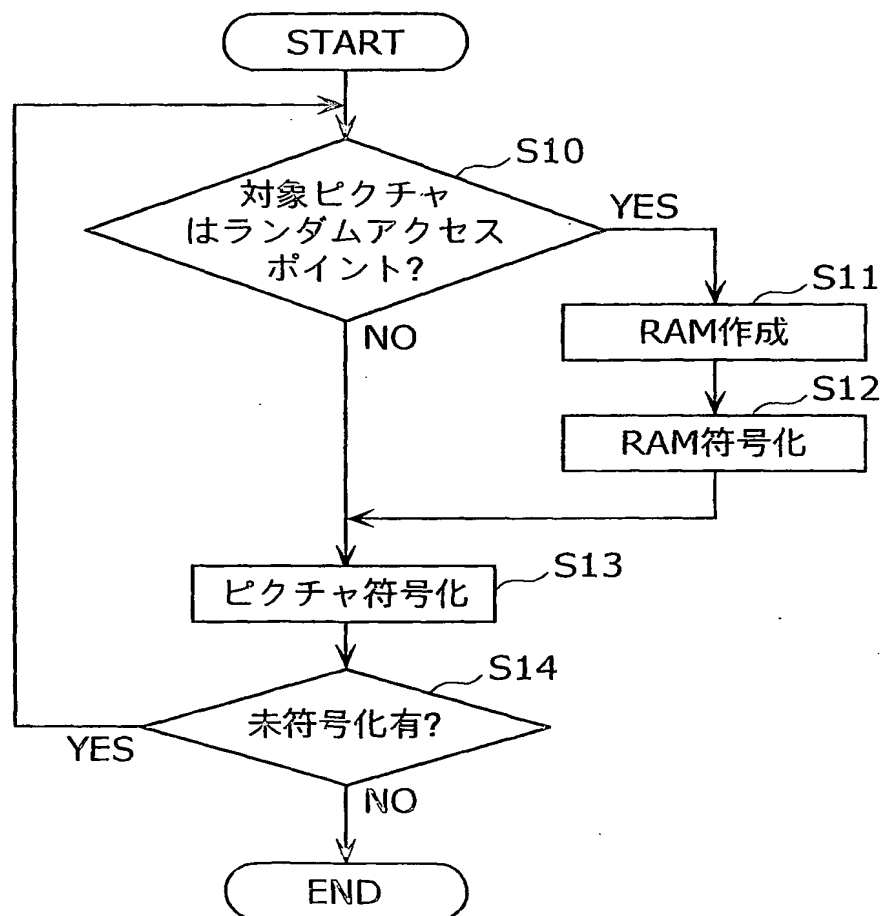 START
S10
対象ピクチャ
はランダムアクセス
ポイント?
YES
NO
S11
RAM作成
S12
RAM符号化
S13
ピクチャ符号化
S14
未符号化有?
YES
NO
END